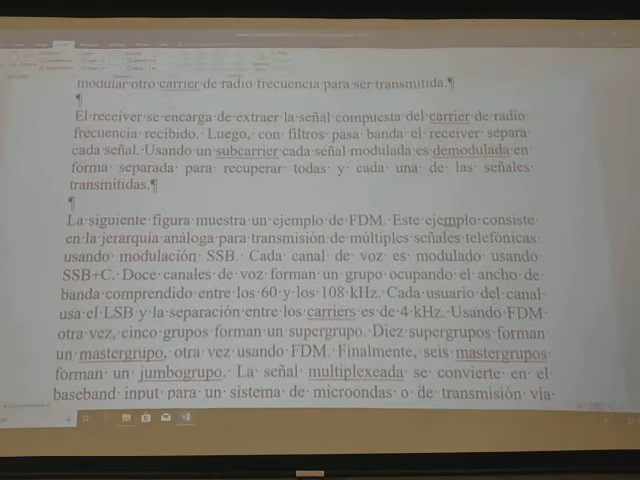 modular otro carrier de radio frecuencia para ser transmitida.¶
¶
El receiver se encarga de extraer la señal compuesta del carrier de radio
frecuencia recibido. Luego, con filtros pasa banda el receiver separa
cada señal. Usando un subcarrier cada señal modulada es demodulada en
forma separada para recuperar todas y cada una de las señales
transmitidas.¶
¶
La siguiente figura muestra un ejemplo de FDM. Este ejemplo consiste
en la jerarquía análoga para transmisión de múltiples señales telefónicas
usando modulación SSB. Cada canal de voz es modulado usando
SSB+C. Doce canales de voz forman un grupo ocupando el ancho de
banda comprendido entre los 60 y los 108 kHz. Cada usuario del canal
usa el LSB y la separación entre los carriers es de 4 kHz. Usando FDM
otra vez, cinco grupos forman un supergrupo. Diez supergrupos forman
un mastergrupo, otra vez usando FDM. Finalmente, seis mastergrupos
forman un jumbogrupo. La señal multiplexeada se convierte en el
baseband input para un sistema de microondas o de transmisión via